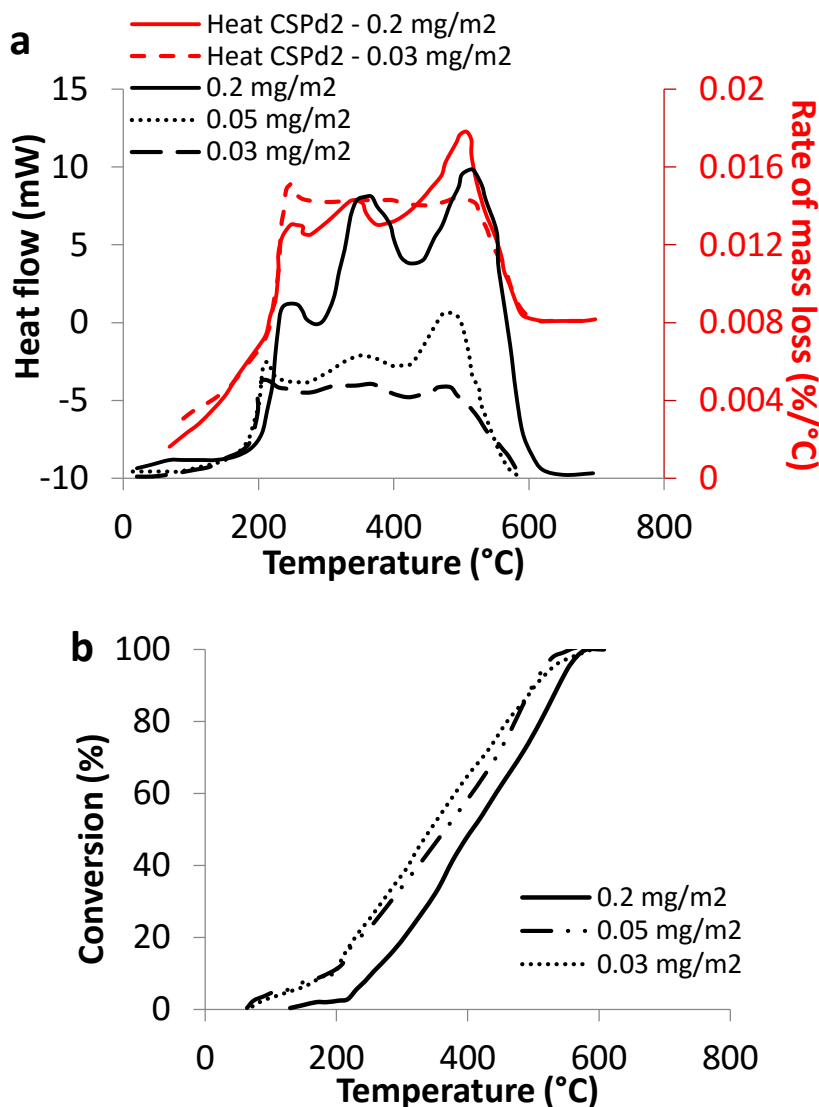 a
Heat CSPd2 - 0.2 mg/m2
Heat CSPd2 - 0.03 mg/m2
0.2 mg/m2
0.05 mg/m2
0.03 mg/m2
Heat flow (mW)
15
10
5
0
-5
-10
0
200
400
600
800
Temperature (°C)
0.02
0.016
0.012
0.008
0.004
0
Rate of mass loss (%/°C)
b
Conversion (%)
100
80
60
40
20
0
0
200
400
600
800
Temperature (°C)
0.2 mg/m2
0.05 mg/m2
0.03 mg/m2